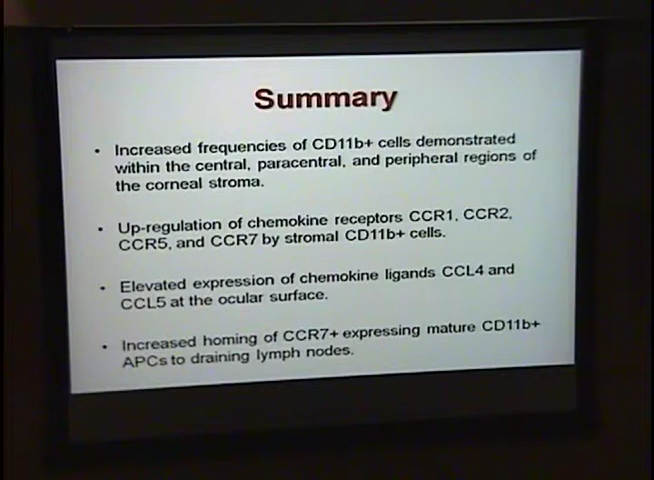 Summary
• Increased frequencies of CD11b+ cells demonstrated
within the central, paracentral, and peripheral regions of
the corneal stroma.
• Up-regulation of chemokine receptors CCR1, CCR2,
CCR5, and CCR7 by stromal CD11b+ cells.
• Elevated expression of chemokine ligands CCL4 and
CCL5 at the ocular surface.
• Increased homing of CCR7+ expressing mature CD11b+
APCs to draining lymph nodes.